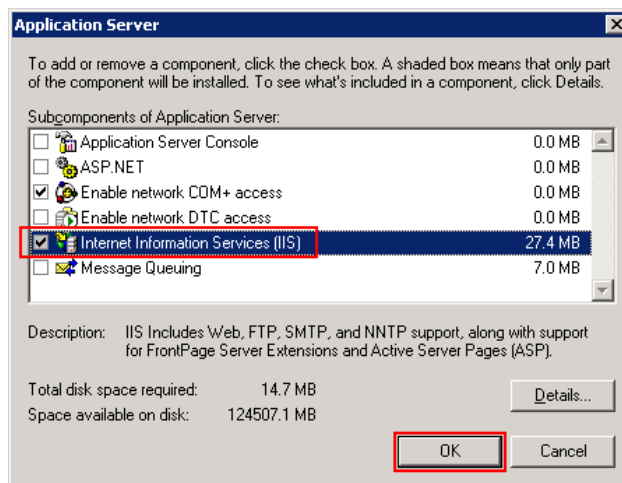 Application Server
To add or remove a component, click the check box. A shaded box means that only part
of the component will be installed. To see what's included in a component, click Details.
Subcomponents of Application Server:
Application Server Console 0.0 MB
ASP.NET 0.0 MB
Enable network COM+ access 0.0 MB
Enable network DTC access 0.0 MB
Internet Information Services (IIS) 27.4 MB
Message Queuing 7.0 MB
Description: IIS Includes Web, FTP, SMTP, and NNTP support, along with support
for FrontPage Server Extensions and Active Server Pages (ASP).
Total disk space required: 14.7 MB
Details...
Space available on disk: 124507.1 MB
OK Cancel